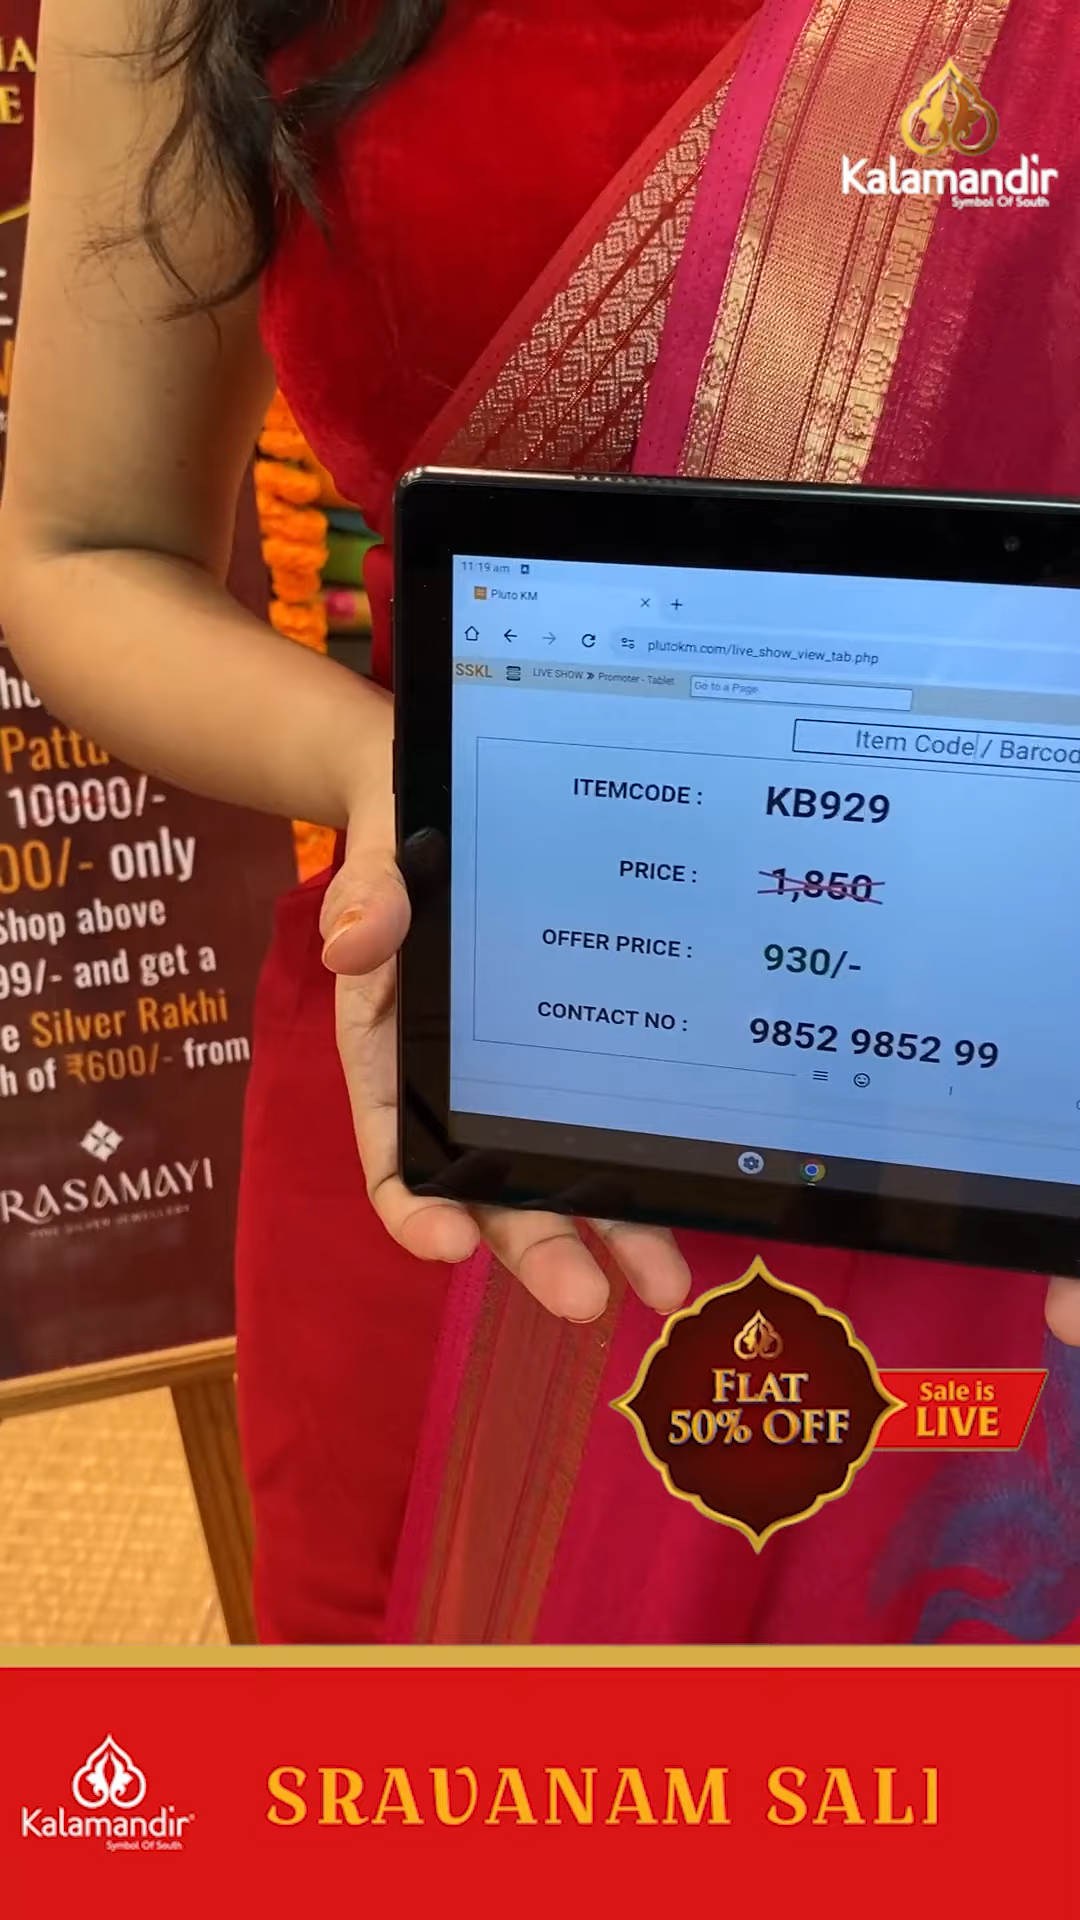 Kalamandir
Symbol Of South
11:19 am
Pluto KM
plutokm.com/live_show_view_tab.php
SSKL
LIVE SHOW » Promoter - Tablet
Go to a Page
Item Code / Barcod
ITEMCODE : KB929
PRICE : 1,850
OFFER PRICE : 930/-
CONTACT NO : 9852 9852 99
Pattu
10000/-
00/- only
Shop above
99/- and get a
e Silver Rakhi
h of ₹600/- from
RASAMAYI
FLAT
50% OFF
Sale is
LIVE
Kalamandir
Symbol Of South
SRAVANAM SAL